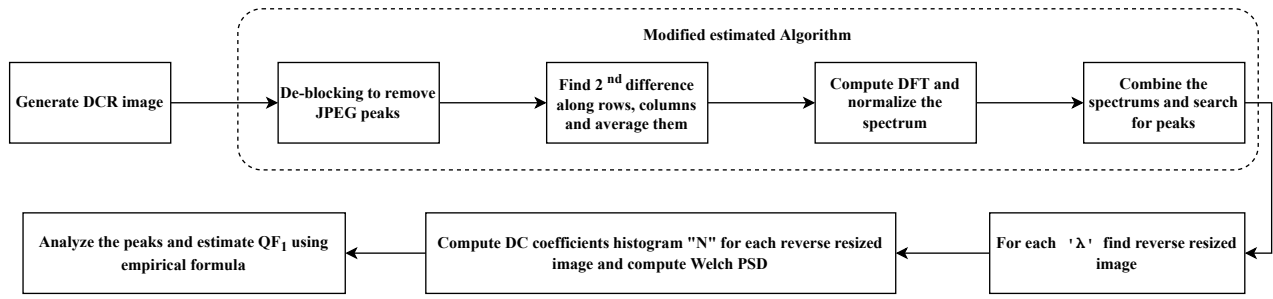 Modified estimated Algorithm
Generate DCR image
De-blocking to remove
JPEG peaks
Find 2 nd difference
along rows, columns
and average them
Compute DFT and
normalize the
spectrum
Combine the
spectrums and search
for peaks
For each 'λ' find reverse resized
image
Compute DC coefficients histogram "N" for each reverse resized
image and compute Welch PSD
Analyze the peaks and estimate QF1 using
empirical formula